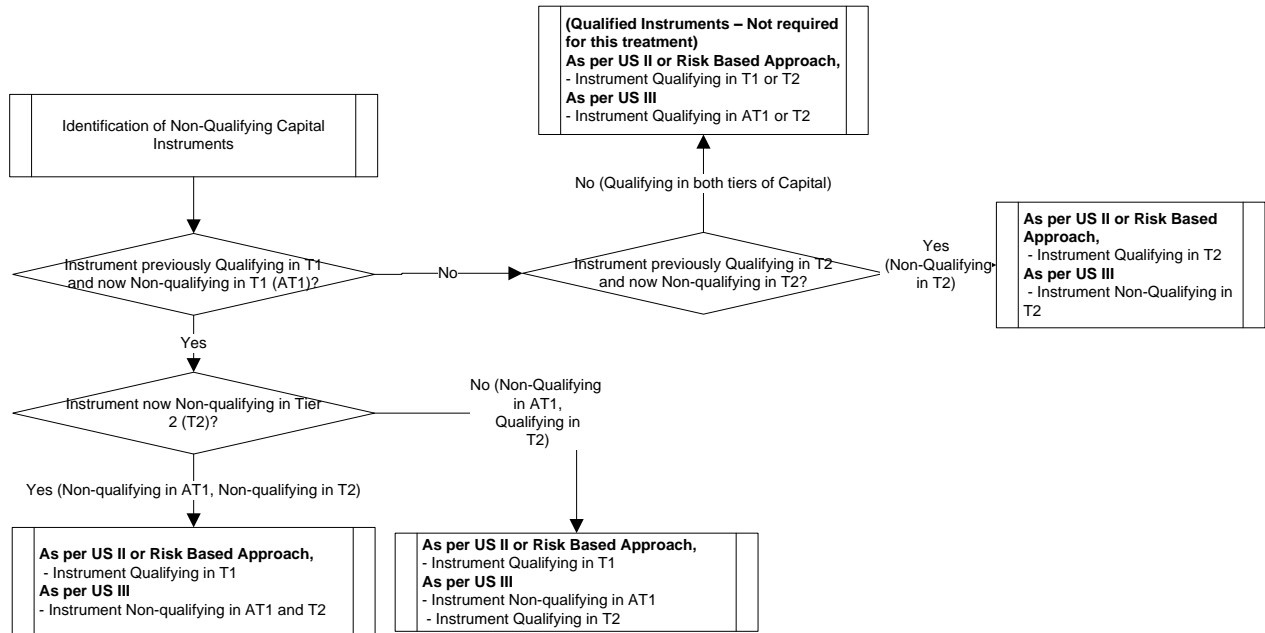 (Qualified Instruments – Not required
for this treatment)
As per US II or Risk Based Approach,
- Instrument Qualifying in T1 or T2
As per US III
- Instrument Qualifying in AT1 or T2
Identification of Non-Qualifying Capital
Instruments
No (Qualifying in both tiers of Capital)
As per US II or Risk Based
Approach,
- Instrument Qualifying in T2
As per US III
- Instrument Non-Qualifying in
T2
Instrument previously Qualifying in T1
and now Non-qualifying in T1 (AT1)?
No
Instrument previously Qualifying in T2
and now Non-qualifying in T2?
Yes
(Non-Qualifying
in T2)
Yes
Instrument now Non-qualifying in Tier
2 (T2)?
No (Non-Qualifying
in AT1,
Qualifying in
T2)
Yes (Non-qualifying in AT1, Non-qualifying in T2)
As per US II or Risk Based Approach,
- Instrument Qualifying in T1
As per US III
- Instrument Non-qualifying in AT1 and T2
As per US II or Risk Based Approach,
- Instrument Qualifying in T1
As per US III
- Instrument Non-qualifying in AT1
- Instrument Qualifying in T2